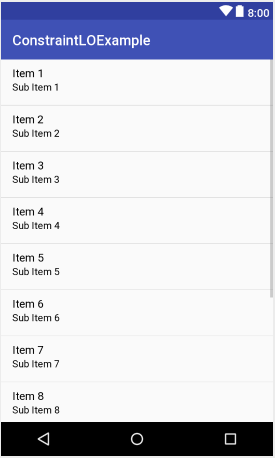 8:00
ConstraintLOExample
Item 1
Sub Item 1
Item 2
Sub Item 2
Item 3
Sub Item 3
Item 4
Sub Item 4
Item 5
Sub Item 5
Item 6
Sub Item 6
Item 7
Sub Item 7
Item 8
Sub Item 8